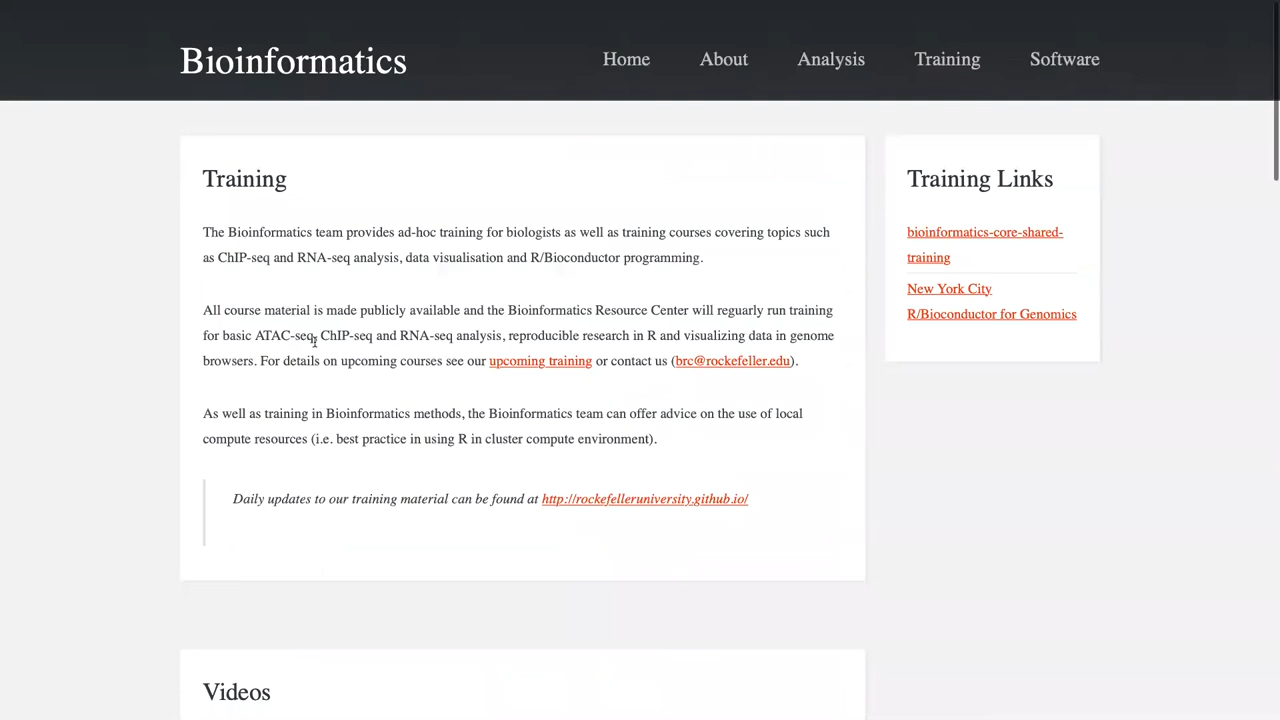 Bioinformatics
Home
About
Analysis
Training
Software
Training
The Bioinformatics team provides ad-hoc training for biologists as well as training courses covering topics such
as ChIP-seq and RNA-seq analysis, data visualisation and R/Bioconductor programming.
All course material is made publicly available and the Bioinformatics Resource Center will reguarly run training
for basic ATAC-seq, ChIP-seq and RNA-seq analysis, reproducible research in R and visualizing data in genome
browsers. For details on upcoming courses see our upcoming training or contact us (brc@rockefeller.edu).
As well as training in Bioinformatics methods, the Bioinformatics team can offer advice on the use of local
compute resources (i.e. best practice in using R in cluster compute environment).
Daily updates to our training material can be found at http://rockefelleruniversity.github.io/
Videos
Training Links
bioinformatics-core-shared-
training
New York City
R/Bioconductor for Genomics